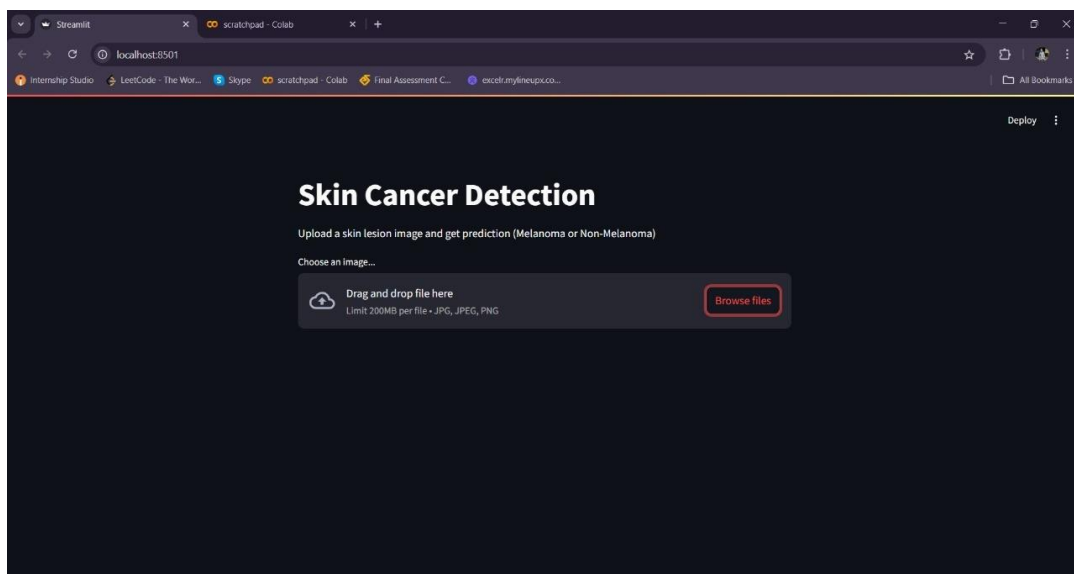 Streamlit
scratchpad - Colab
localhost:8501
Internship Studio
LeetCode - The Wor...
Skype
scratchpad - Colab
Final Assessment C...
excelr.mylineupx.co...
All Bookmarks
Deploy
Skin Cancer Detection
Upload a skin lesion image and get prediction (Melanoma or Non-Melanoma)
Choose an image...
Drag and drop file here
Limit 200MB per file • JPG, JPEG, PNG
Browse files